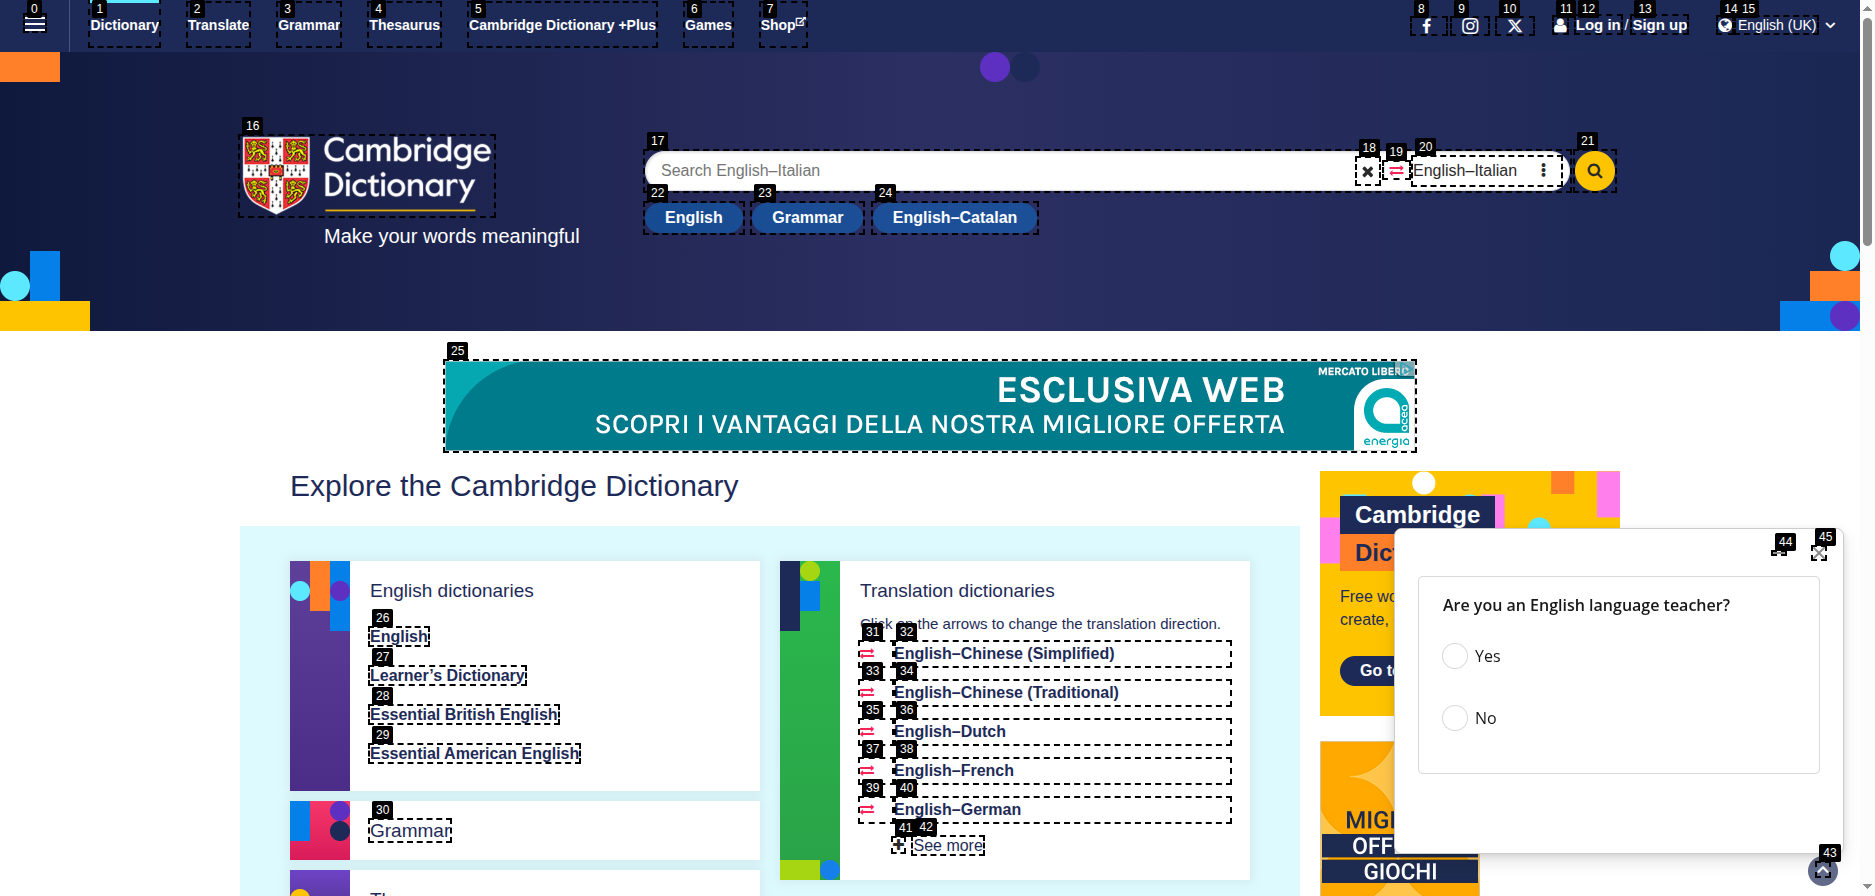 0 1 2 3 4 5 6 7 8 9 10 11 12 13 14 15
Dictionary Translate Grammar Thesaurus Cambridge Dictionary +Plus Games Shop Log in / Sign up English (UK)
16
Cambridge
Dictionary
Make your words meaningful
17 18 19 20 21
Search English–Italian English–Italian
22 23 24
English Grammar English–Catalan
25
ESCLUSIVA WEB
SCOPRI I VANTAGGI DELLA NOSTRA MIGLIORE OFFERTA
MERCATO LIBERO
acea
energia
Explore the Cambridge Dictionary
English dictionaries
26
English
27
Learner's Dictionary
28
Essential British English
29
Essential American English
30
Grammar
Translation dictionaries
Click on the arrows to change the translation direction.
31 32
English–Chinese (Simplified)
33 34
English–Chinese (Traditional)
35 36
English–Dutch
37 38
English–French
39 40
English–German
41 42
See more
Cambridge
Dic
Free wo
create,
Go to
44 45
Are you an English language teacher?
Yes
No
MIG
OFF
GIOCHI
43